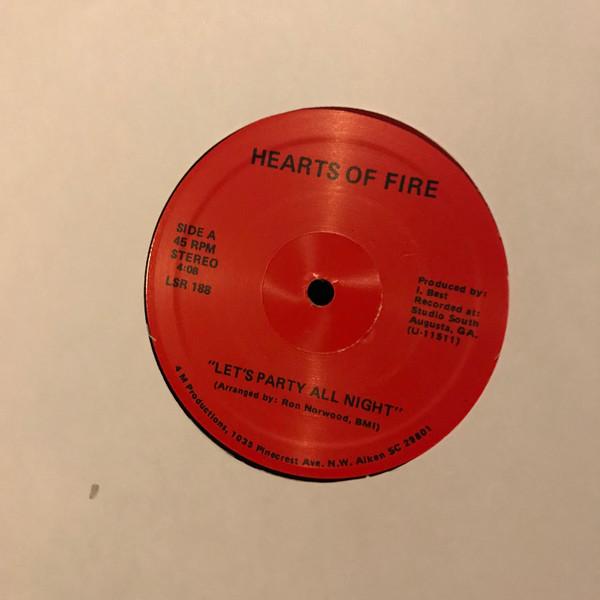 HEARTS OF FIRE
SIDE A
45 RPM
STEREO
4:08
LSR 188
Produced by:
I. Best
Recorded at:
Studio South
Augusta, GA.
(U-11511)
"LET'S PARTY ALL NIGHT"
(Arranged by: Ron Norwood, BMI)
4 M Productions, 1035 Pinecrest Ave. N.W. Aiken SC 29801